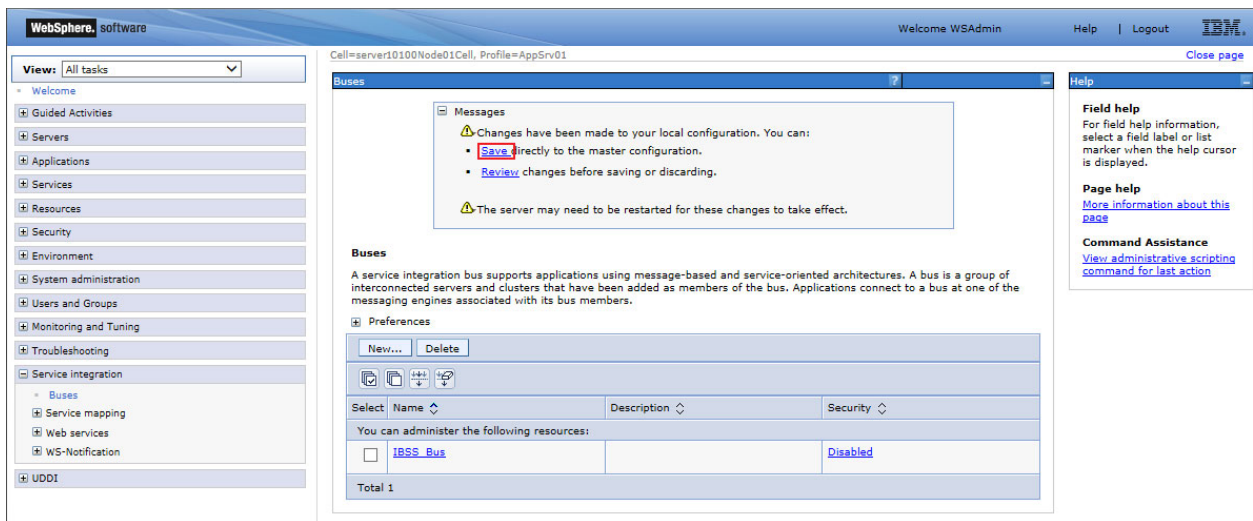 WebSphere. software
Welcome WSAdmin
Help | Logout
IBM.
Cell=server10100Node01Cell, Profile=AppSrv01
Close page
View: All tasks
Welcome
Guided Activities
Servers
Applications
Services
Resources
Security
Environment
System administration
Users and Groups
Monitoring and Tuning
Troubleshooting
Service integration
Buses
Service mapping
Web services
WS-Notification
UDDI
Buses
?
Messages
Changes have been made to your local configuration. You can:
Save directly to the master configuration.
Review changes before saving or discarding.
The server may need to be restarted for these changes to take effect.
Buses
A service integration bus supports applications using message-based and service-oriented architectures. A bus is a group of
interconnected servers and clusters that have been added as members of the bus. Applications connect to a bus at one of the
messaging engines associated with its bus members.
Preferences
New... Delete
Select Name Description Security
You can administer the following resources:
IBSS_Bus Disabled
Total 1
Help
Field help
For field help information,
select a field label or list
marker when the help cursor
is displayed.
Page help
More information about this
page
Command Assistance
View administrative scripting
command for last action